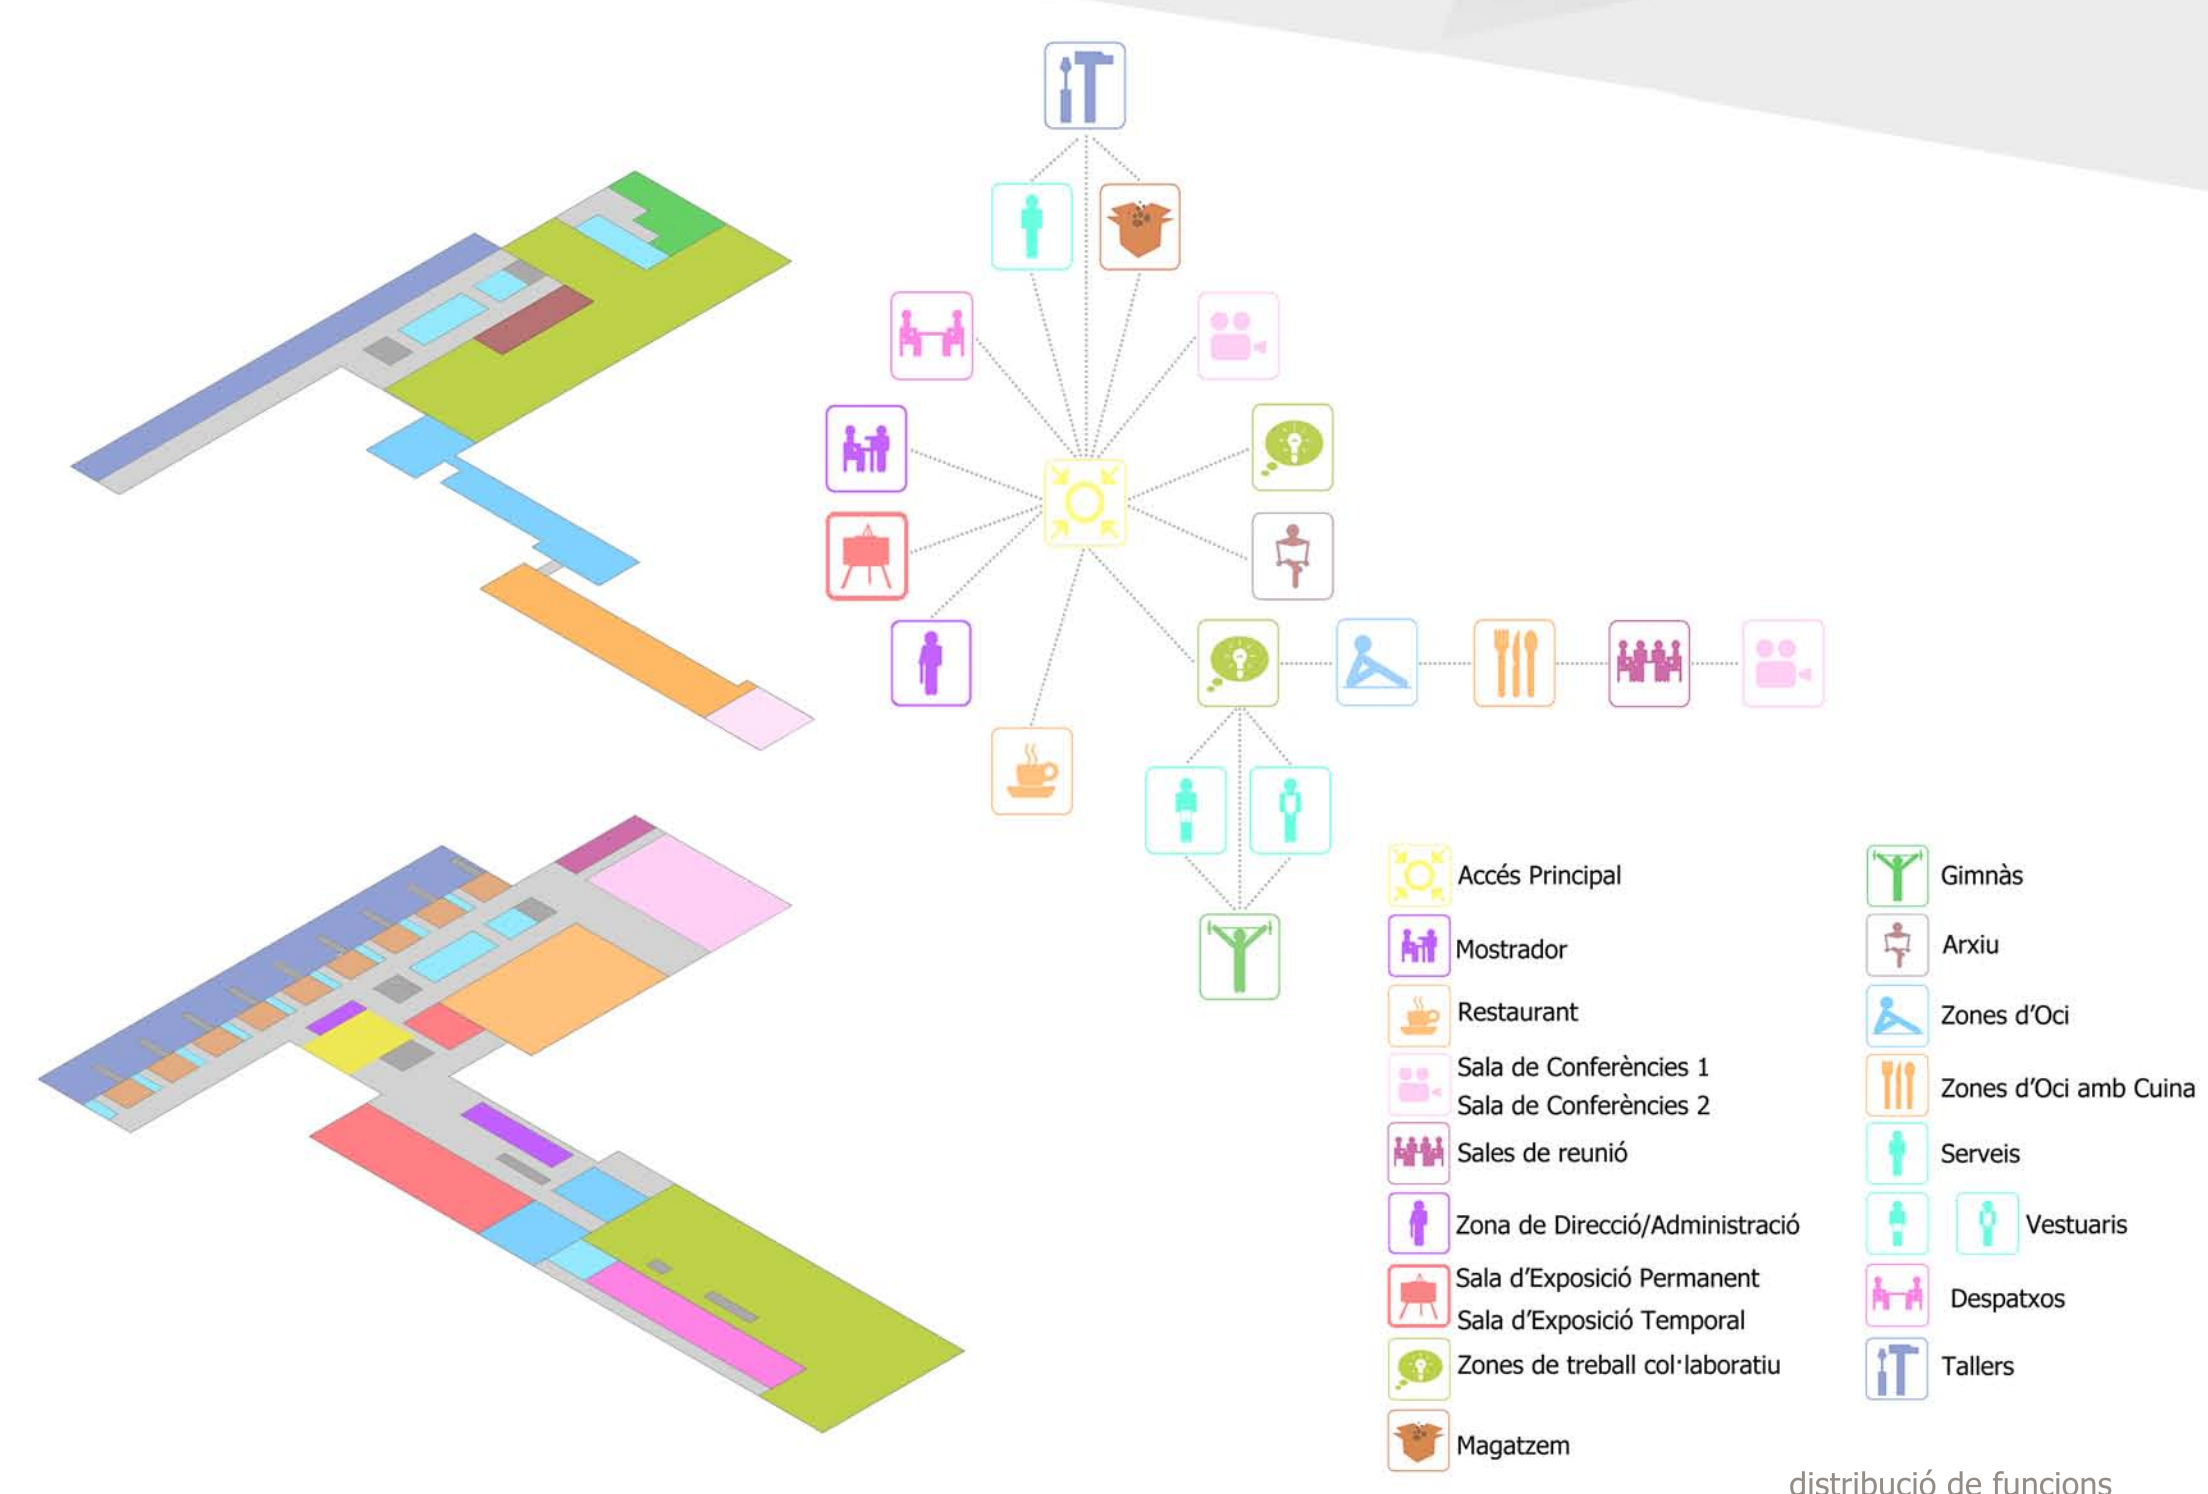 Accés Principal
Mostrador
Restaurant
Sala de Conferències 1
Sala de Conferències 2
Sales de reunió
Zona de Direcció/Administració
Sala d'Exposició Permanent
Sala d'Exposició Temporal
Zones de treball col·laboratiu
Magatzem
Gimnàs
Arxiu
Zones d'Oci
Zones d'Oci amb Cuina
Serveis
Vestuaris
Despatxos
Tallers
distribució de funcions